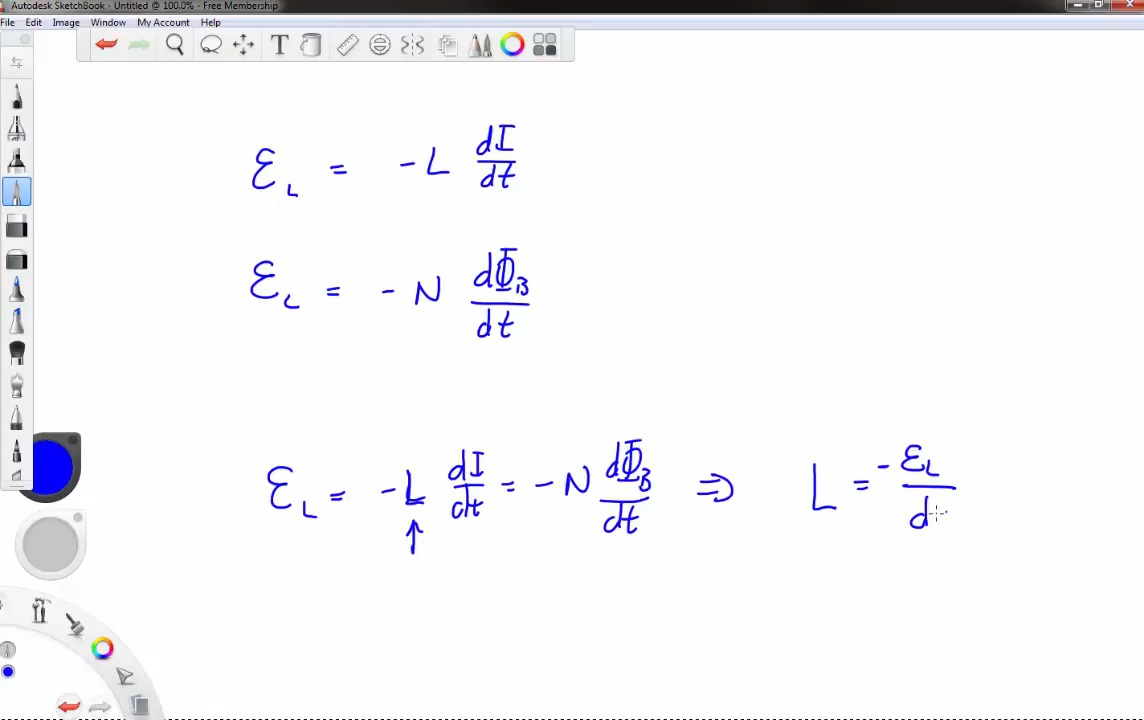 Autodesk SketchBook - Untitled @ 100.0% - Free Membership
File Edit Image Window My Account Help
T
ℰ_L = -L dI/dt
ℰ_L = -N dΦ_B/dt
ℰ_L = -L dI/dt = -N dΦ_B/dt ⇒ L = -ℰ_L/d
↑